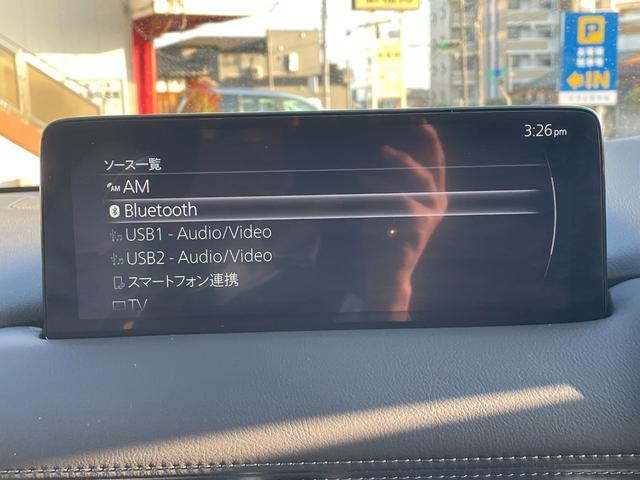 P
IN
3:26pm
ソース一覧
AM AM
Bluetooth
USB1 - Audio/Video
USB2 - Audio/Video
スマートフォン連携
TV